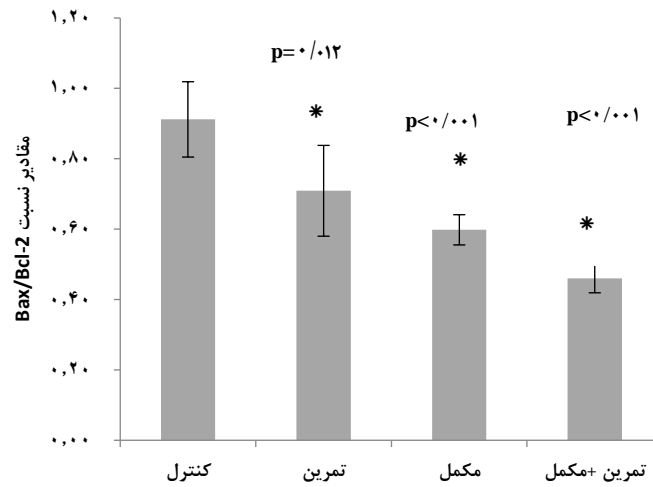 ۱,۲۰
۱,۰۰
۰,۸۰
۰,۶۰
۰,۴۰
۰,۲۰
۰,۰۰
مقادیر نسبت Bax/Bcl-2
p=۰/۰۱۲
*
p<۰/۰۰۱
*
p<۰/۰۰۱
*
کنترل
تمرین
مکمل
تمرین +مکمل